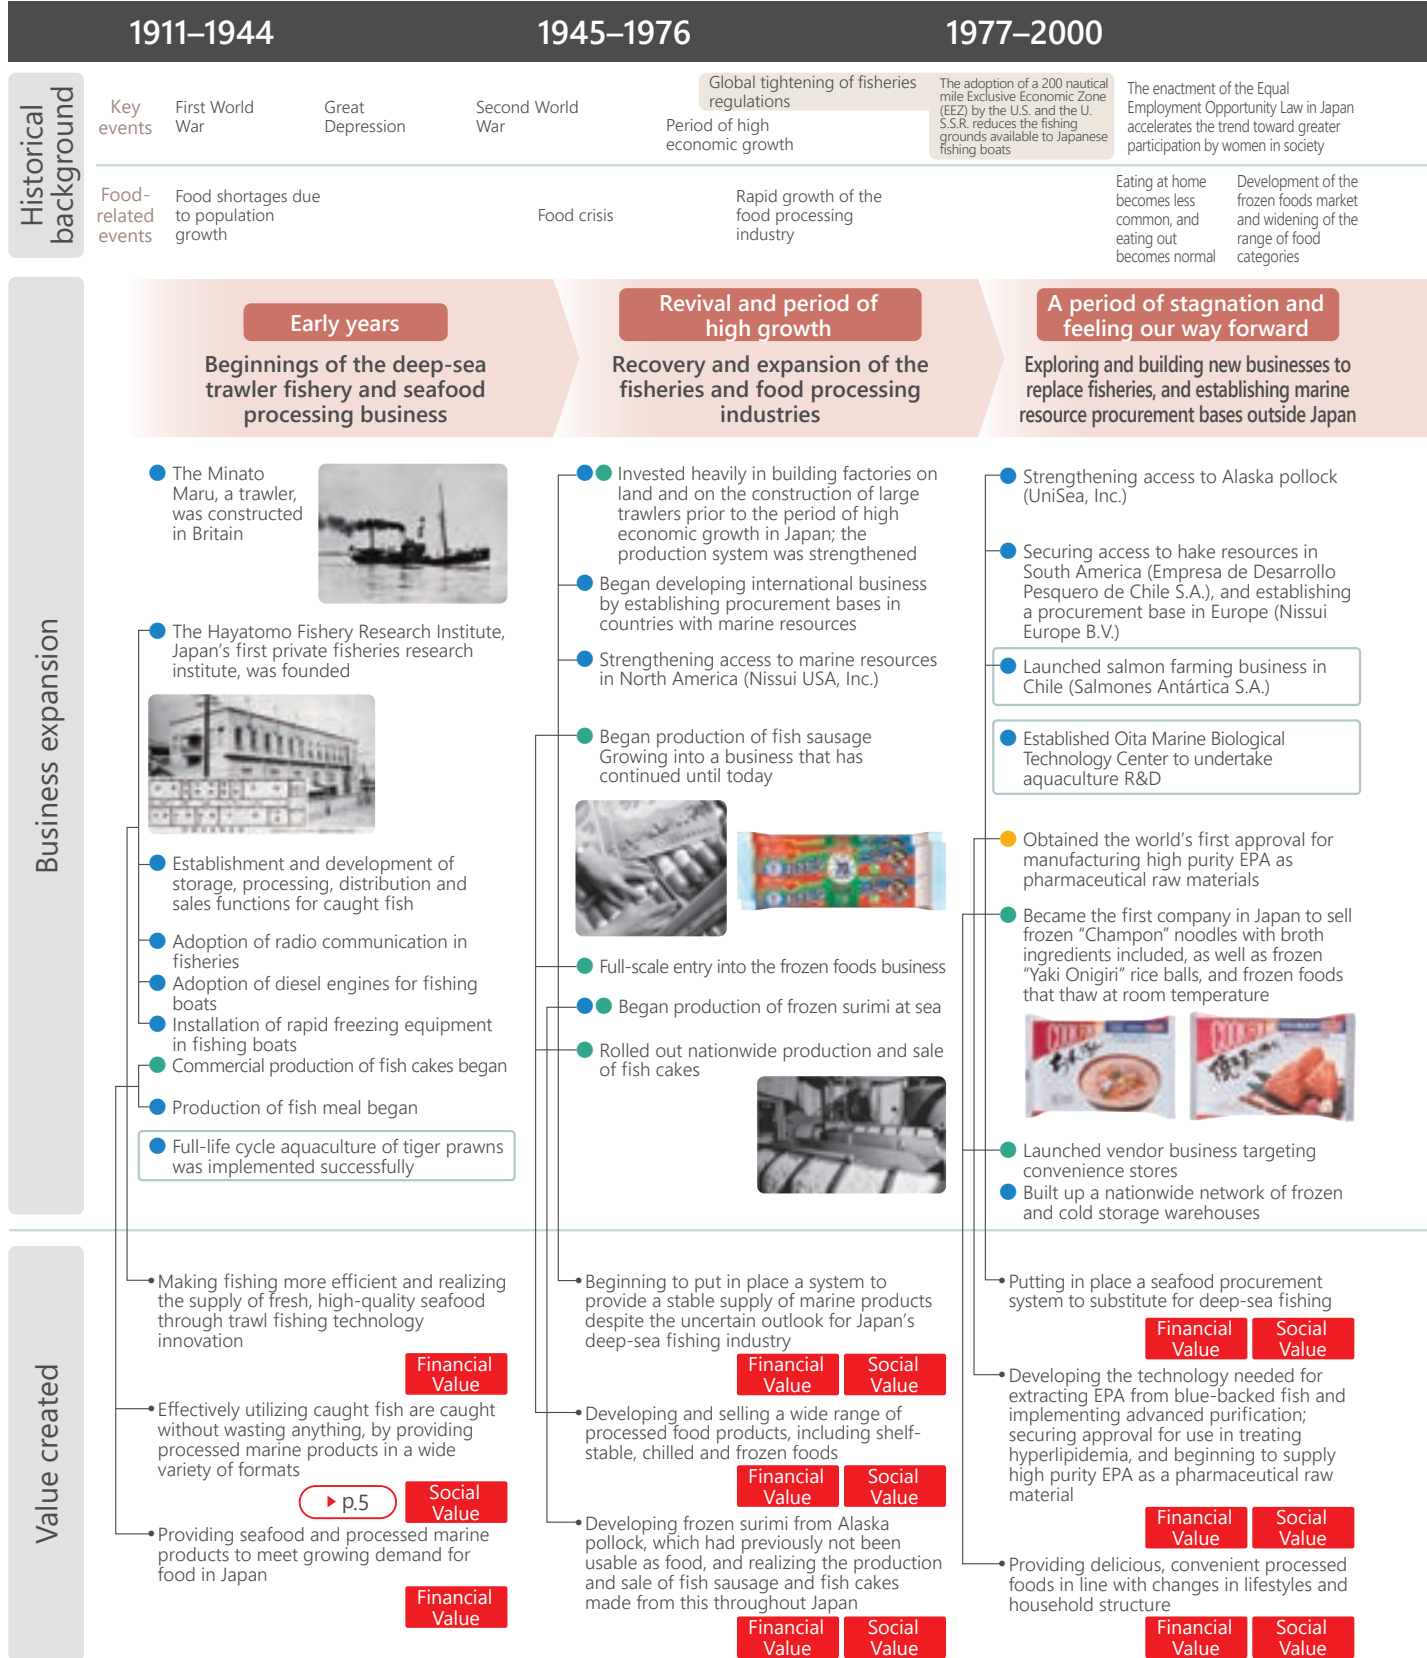 1911–1944
1945–1976
1977–2000
Historical
background
Key
events
First World
War
Great
Depression
Second World
War
Global tightening of fisheries
regulations
Period of high
economic growth
The adoption of a 200 nautical
mile Exclusive Economic Zone
(EEZ) by the U.S. and the U.
S.S.R. reduces the fishing
grounds available to Japanese
fishing boats
The enactment of the Equal
Employment Opportunity Law in Japan
accelerates the trend toward greater
participation by women in society
Food-
related
events
Food shortages due
to population
growth
Food crisis
Rapid growth of the
food processing
industry
Eating at home
becomes less
common, and
eating out
becomes normal
Development of the
frozen foods market
and widening of the
range of food
categories
Business expansion
Early years
Beginnings of the deep-sea
trawler fishery and seafood
processing business
Revival and period of
high growth
Recovery and expansion of the
fisheries and food processing
industries
A period of stagnation and
feeling our way forward
Exploring and building new businesses to
replace fisheries, and establishing marine
resource procurement bases outside Japan
The Minato
Maru, a trawler,
was constructed
in Britain
The Hayatomo Fishery Research Institute,
Japan's first private fisheries research
institute, was founded
Establishment and development of
storage, processing, distribution and
sales functions for caught fish
Adoption of radio communication in
fisheries
Adoption of diesel engines for fishing
boats
Installation of rapid freezing equipment
in fishing boats
Commercial production of fish cakes began
Production of fish meal began
Full-life cycle aquaculture of tiger prawns
was implemented successfully
Invested heavily in building factories on
land and on the construction of large
trawlers prior to the period of high
economic growth in Japan; the
production system was strengthened
Began developing international business
by establishing procurement bases in
countries with marine resources
Strengthening access to marine resources
in North America (Nissui USA, Inc.)
Began production of fish sausage
Growing into a business that has
continued until today
Full-scale entry into the frozen foods business
Began production of frozen surimi at sea
Rolled out nationwide production and sale
of fish cakes
Strengthening access to Alaska pollock
(UniSea, Inc.)
Securing access to hake resources in
South America (Empresa de Desarrollo
Pesquero de Chile S.A.), and establishing
a procurement base in Europe (Nissui
Europe B.V.)
Launched salmon farming business in
Chile (Salmones Antártica S.A.)
Established Oita Marine Biological
Technology Center to undertake
aquaculture R&D
Obtained the world's first approval for
manufacturing high purity EPA as
pharmaceutical raw materials
Became the first company in Japan to sell
frozen "Champon" noodles with broth
ingredients included, as well as frozen
"Yaki Onigiri" rice balls, and frozen foods
that thaw at room temperature
Launched vendor business targeting
convenience stores
Built up a nationwide network of frozen
and cold storage warehouses
Value created
Making fishing more efficient and realizing
the supply of fresh, high-quality seafood
through trawl fishing technology
innovation
Financial
Value
Effectively utilizing caught fish are caught
without wasting anything, by providing
processed marine products in a wide
variety of formats
p.5
Social
Value
Providing seafood and processed marine
products to meet growing demand for
food in Japan
Financial
Value
Beginning to put in place a system to
provide a stable supply of marine products
despite the uncertain outlook for Japan's
deep-sea fishing industry
Financial
Value
Social
Value
Developing and selling a wide range of
processed food products, including shelf-
stable, chilled and frozen foods
Financial
Value
Social
Value
Developing frozen surimi from Alaska
pollock, which had previously not been
usable as food, and realizing the production
and sale of fish sausage and fish cakes
made from this throughout Japan
Financial
Value
Social
Value
Putting in place a seafood procurement
system to substitute for deep-sea fishing
Financial
Value
Social
Value
Developing the technology needed for
extracting EPA from blue-backed fish and
implementing advanced purification;
securing approval for use in treating
hyperlipidemia, and beginning to supply
high purity EPA as a pharmaceutical raw
material
Financial
Value
Social
Value
Providing delicious, convenient processed
foods in line with changes in lifestyles and
household structure
Financial
Value
Social
Value